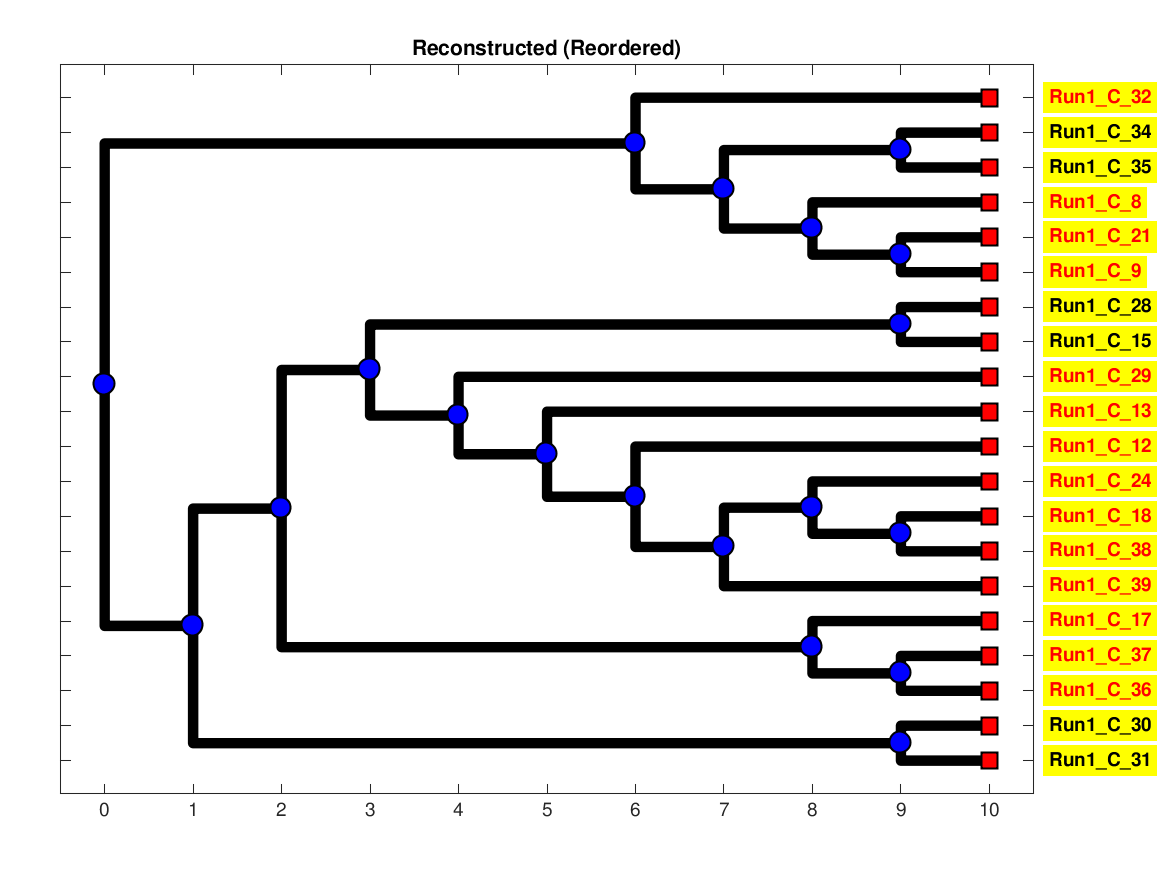 Reconstructed (Reordered)
Run1_C_32
Run1_C_34
Run1_C_35
Run1_C_8
Run1_C_21
Run1_C_9
Run1_C_28
Run1_C_15
Run1_C_29
Run1_C_13
Run1_C_12
Run1_C_24
Run1_C_18
Run1_C_38
Run1_C_39
Run1_C_17
Run1_C_37
Run1_C_36
Run1_C_30
Run1_C_31
0 1 2 3 4 5 6 7 8 9 10